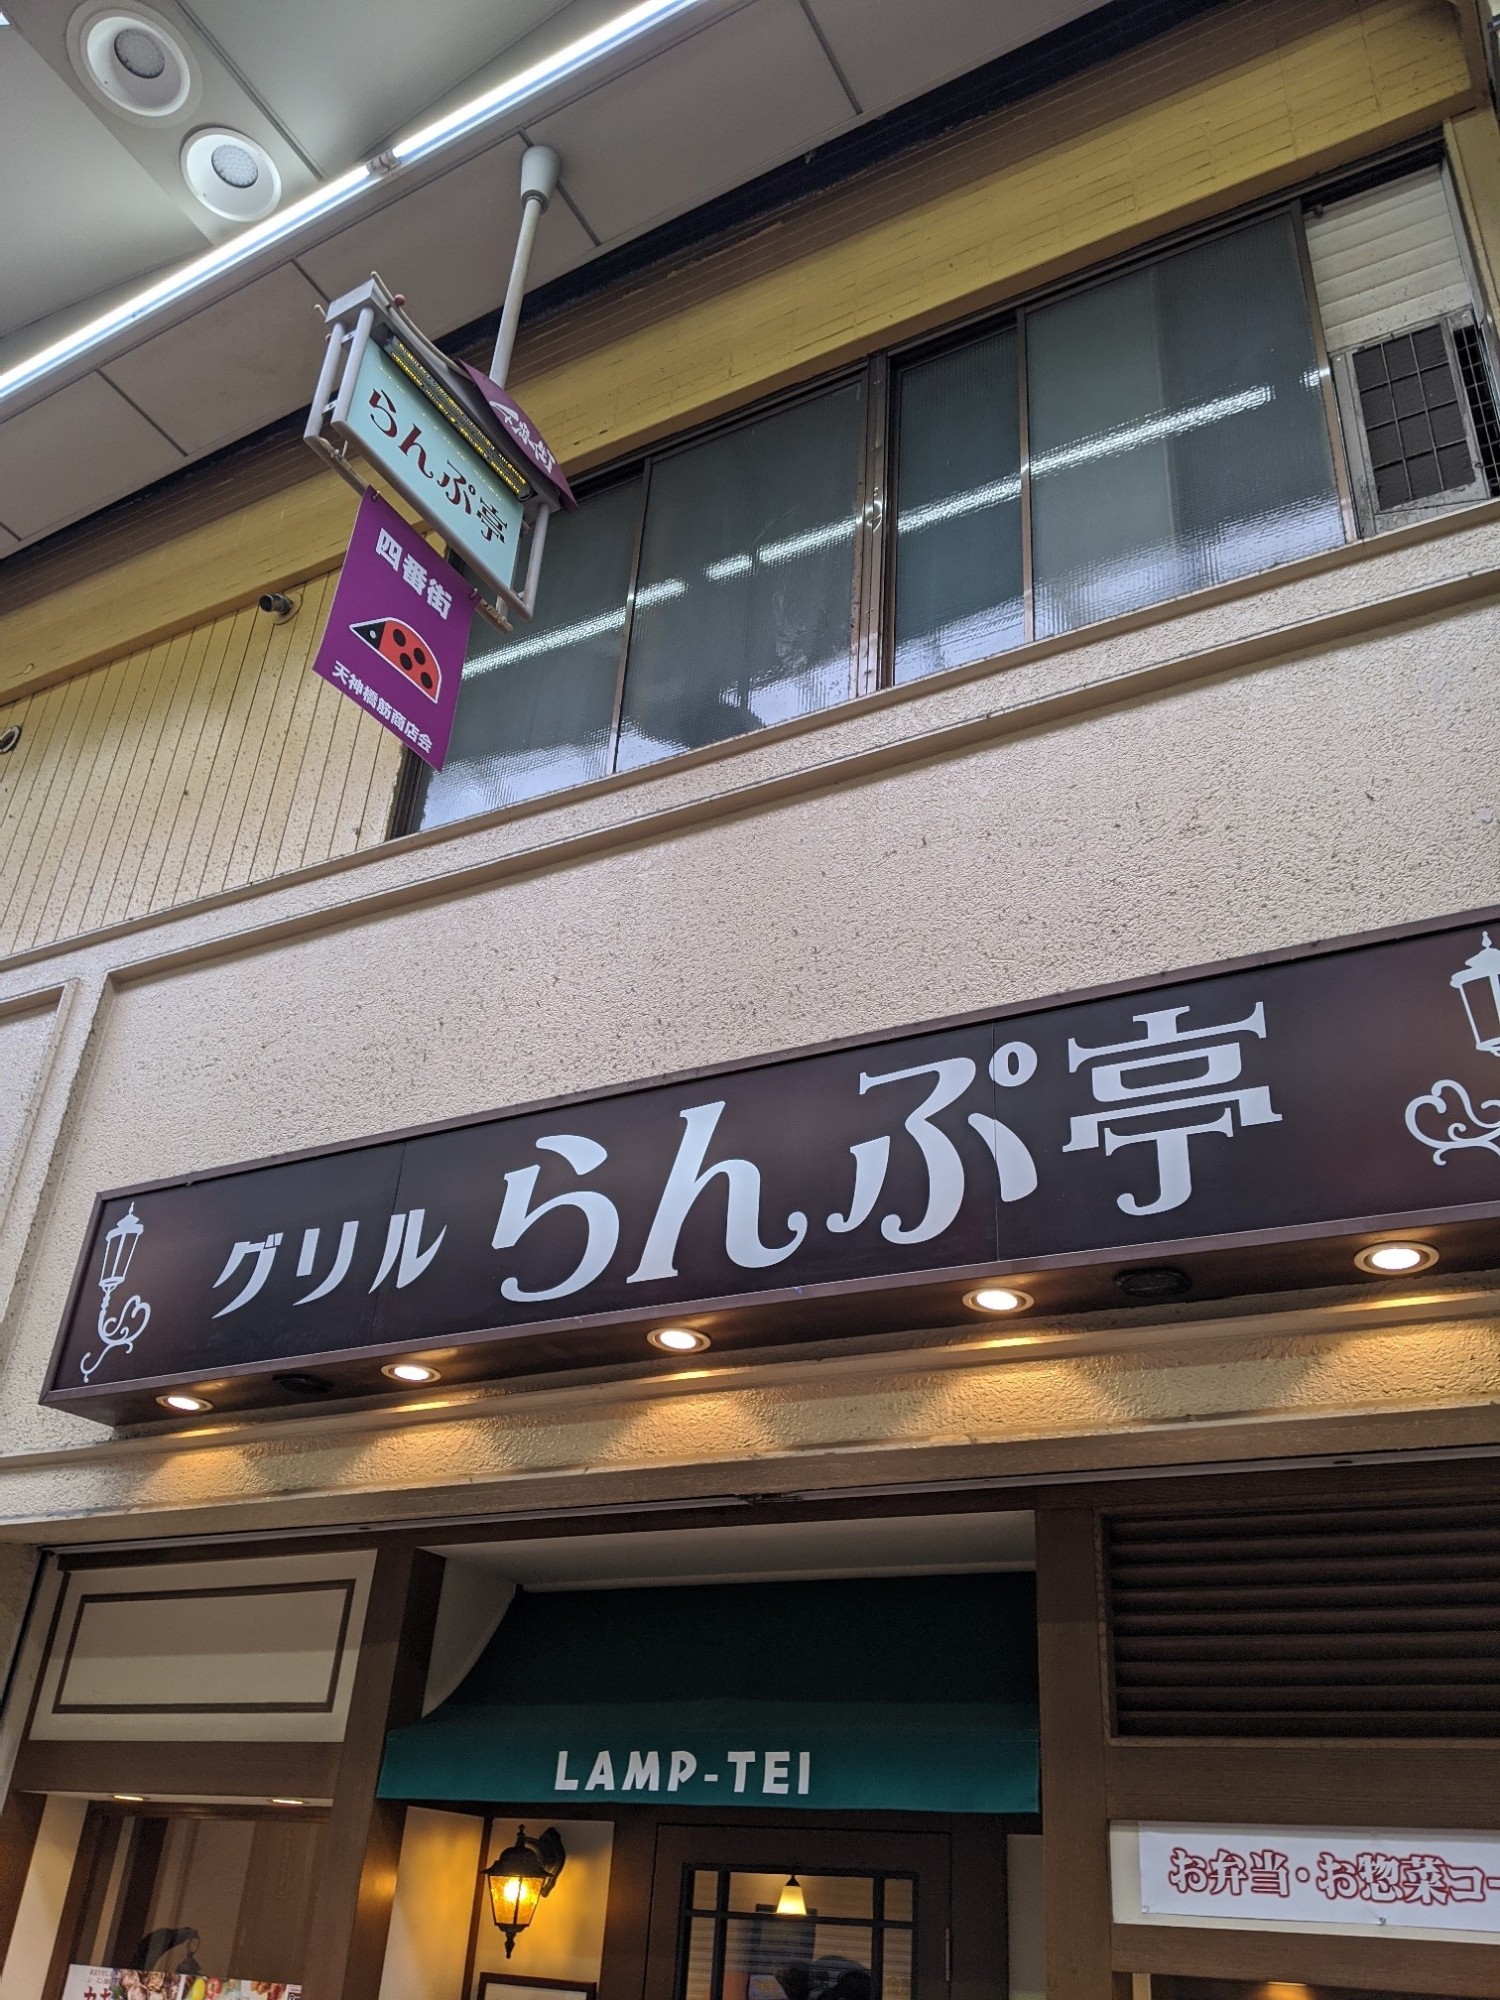 らんぷ亭
四番街
天神橋筋商店会
グリル らんぷ亭
LAMP-TEI
お弁当・お惣菜コー